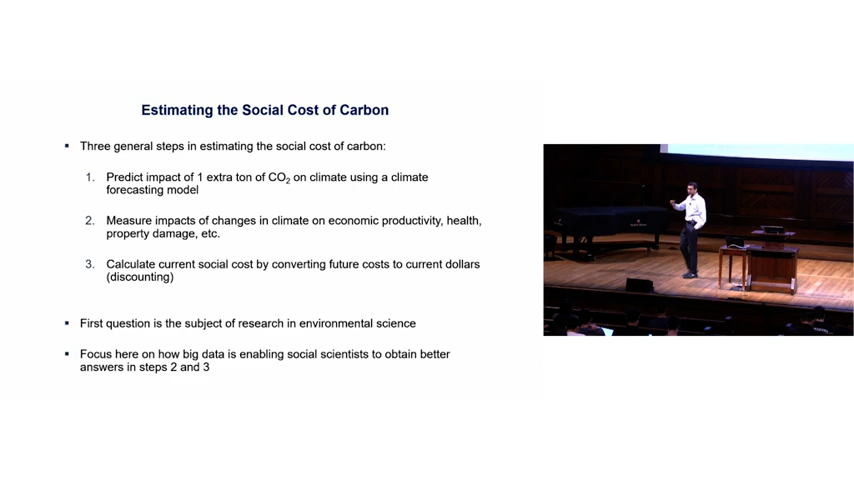 Estimating the Social Cost of Carbon
▪ Three general steps in estimating the social cost of carbon:
1. Predict impact of 1 extra ton of CO₂ on climate using a climate
forecasting model
2. Measure impacts of changes in climate on economic productivity, health,
property damage, etc.
3. Calculate current social cost by converting future costs to current dollars
(discounting)
▪ First question is the subject of research in environmental science
▪ Focus here on how big data is enabling social scientists to obtain better
answers in steps 2 and 3